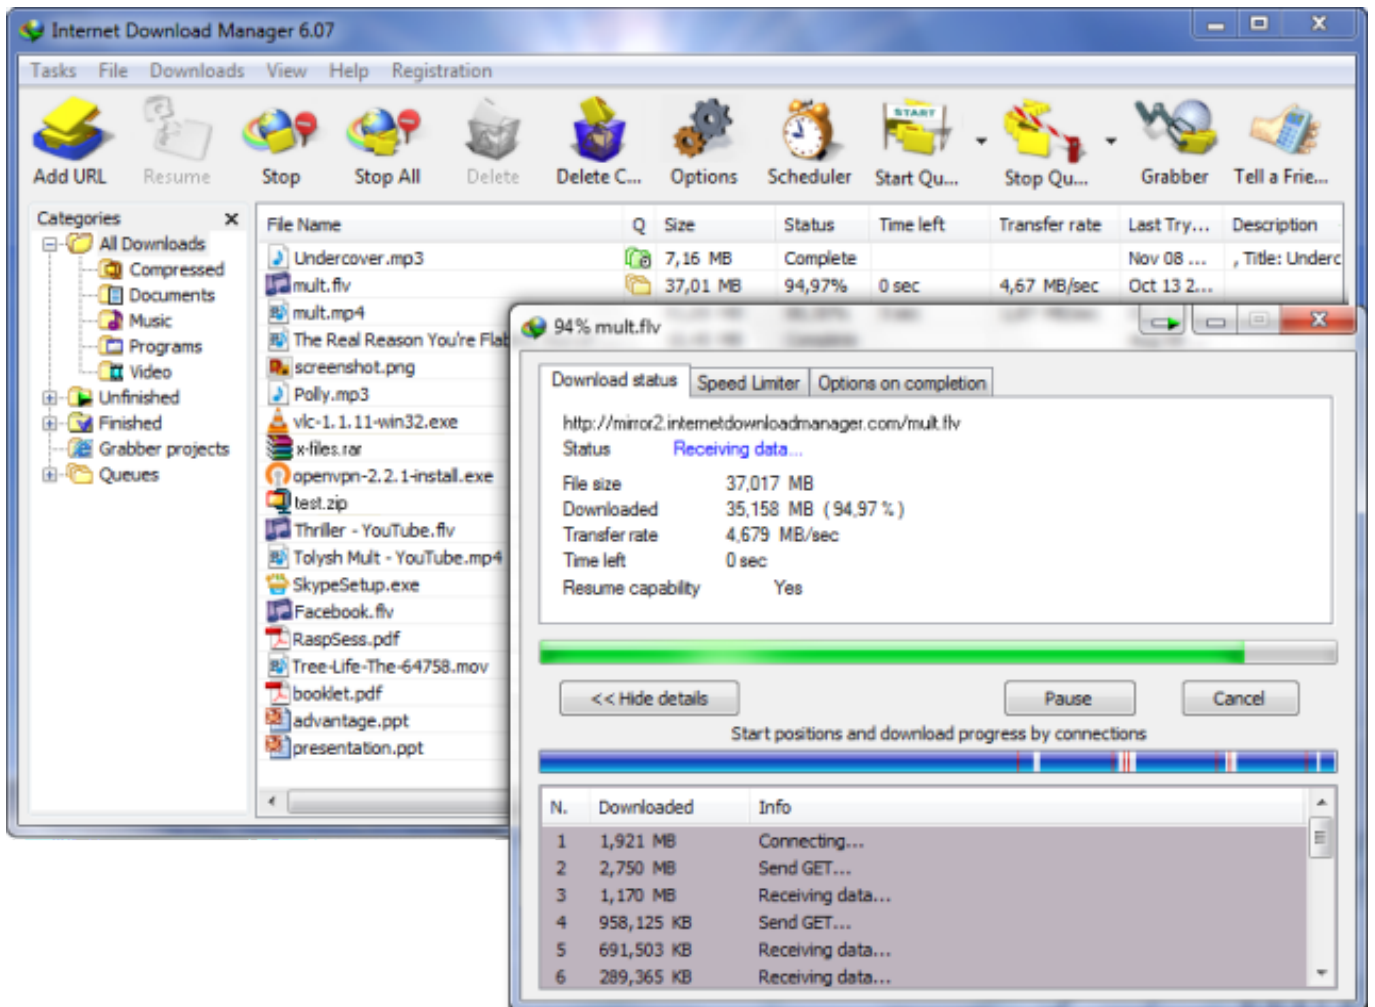 Internet Download Manager 6.07
Tasks File Downloads View Help Registration
Add URL Resume Stop Stop All Delete Delete C... Options Scheduler Start Qu... Stop Qu... Grabber Tell a Frie...
START
Categories
All Downloads
Compressed
Documents
Music
Programs
Video
Unfinished
Finished
Grabber projects
Queues
File Name Q Size Status Time left Transfer rate Last Try... Description
Undercover.mp3 7,16 MB Complete Nov 08 ... , Title: Underc
mult.flv 37,01 MB 94,97% 0 sec 4,67 MB/sec Oct 13 2...
mult.mp4
The Real Reason You're Flab
screenshot.png
Polly.mp3
vlc-1.1.11-win32.exe
x-files.rar
openvpn-2.2.1-install.exe
test.zip
Thriller - YouTube.flv
Tolysh Mult - YouTube.mp4
SkypeSetup.exe
Facebook.flv
RaspSess.pdf
Tree-Life-The-64758.mov
booklet.pdf
advantage.ppt
presentation.ppt
94% mult.flv
Download status Speed Limiter Options on completion
http://mirror2.internetdownloadmanager.com/mult.flv
Status Receiving data...
File size 37,017 MB
Downloaded 35,158 MB ( 94,97 % )
Transfer rate 4,679 MB/sec
Time left 0 sec
Resume capability Yes
<< Hide details Pause Cancel
Start positions and download progress by connections
N. Downloaded Info
1 1,921 MB Connecting...
2 2,750 MB Send GET...
3 1,170 MB Receiving data...
4 958,125 KB Send GET...
5 691,503 KB Receiving data...
6 289,365 KB Receiving data...